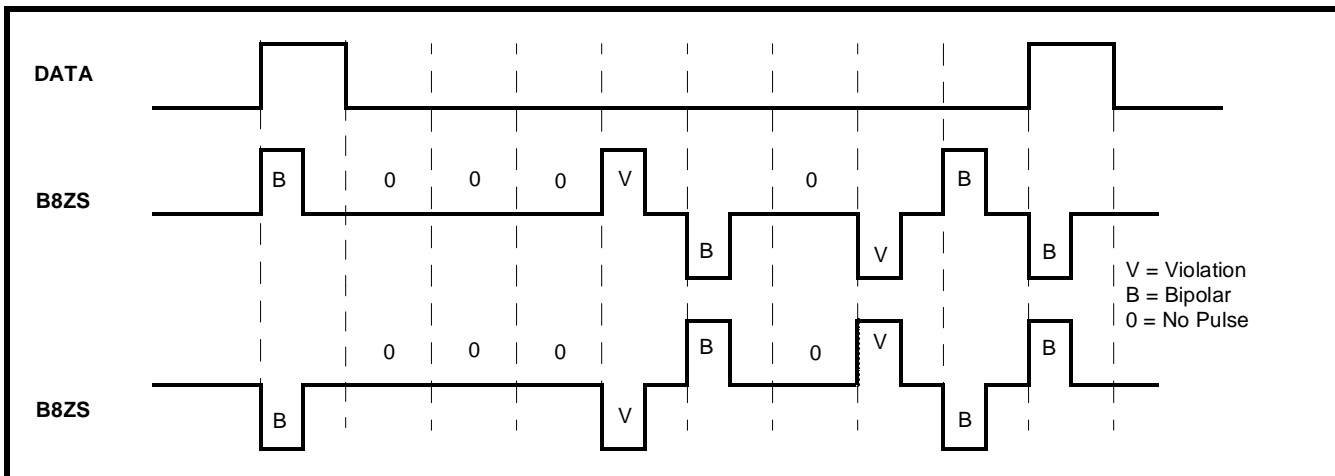 DATA
B8ZS
B 0 0 0 V B 0 V B B
V = Violation
B = Bipolar
0 = No Pulse
B8ZS
B 0 0 0 V B 0 V B B